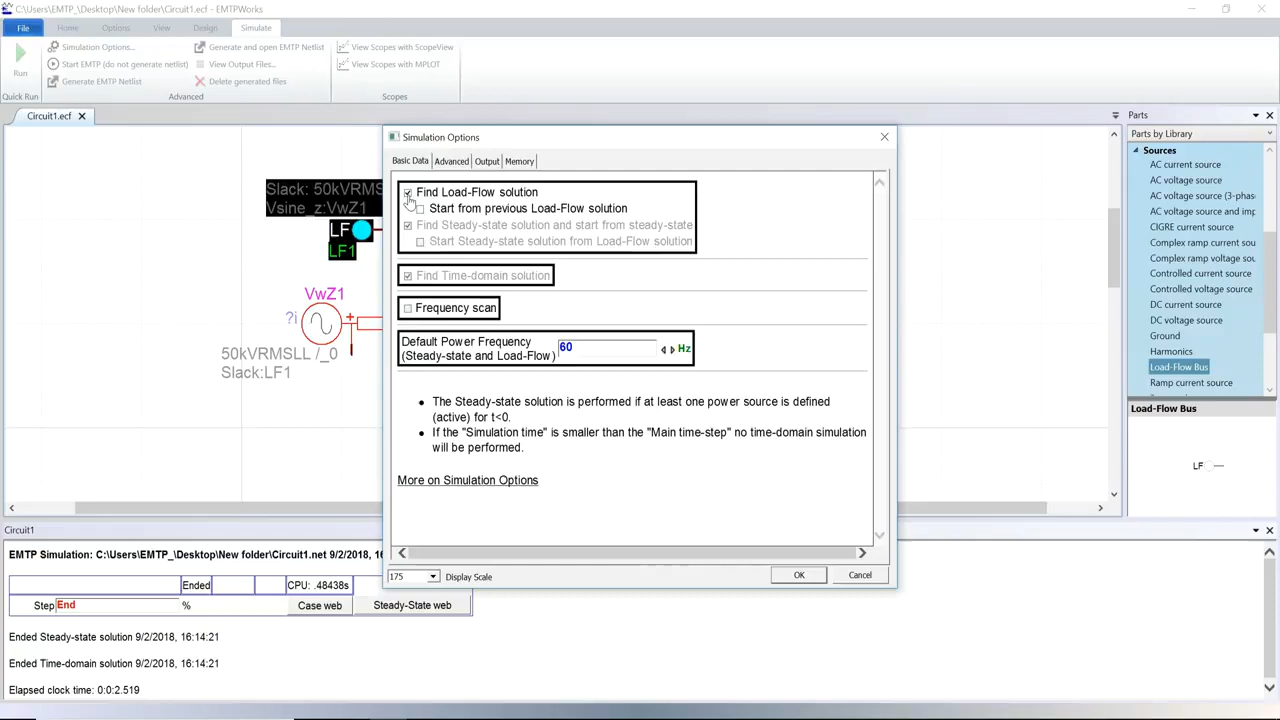 C:\Users\EMTP_\Desktop\New folder\Circuit1.ecf - EMTPWorks
File Home Options View Design Simulate
Run
Simulation Options...
Start EMTP (do not generate netlist)
Generate EMTP Netlist
Generate and open EMTP Netlist
View Output Files...
Delete generated files
View Scopes with ScopeView
View Scopes with MPLOT
Quick Run Advanced Scopes
Circuit1.ecf
Slack: 50kVRMS
Vsine_z:VwZ1
LF
LF1
VwZ1
?i
+
50kVRMSLL /_0
Slack:LF1
Simulation Options
Basic Data Advanced Output Memory
Find Load-Flow solution
Start from previous Load-Flow solution
Find Steady-state solution and start from steady-state
Start Steady-state solution from Load-Flow solution
Find Time-domain solution
Frequency scan
Default Power Frequency
(Steady-state and Load-Flow)
60
Hz
• The Steady-state solution is performed if at least one power source is defined
(active) for t<0.
• If the "Simulation time" is smaller than the "Main time-step" no time-domain simulation
will be performed.
More on Simulation Options
175 Display Scale OK Cancel
Parts
Parts by Library
Sources
AC current source
AC voltage source
AC voltage source (3-phas
AC voltage source and imp
CIGRE current source
Complex ramp current sou
Complex ramp voltage sou
Controlled current source
Controlled voltage source
DC current source
DC voltage source
Ground
Harmonics
Load-Flow Bus
Ramp current source
Load-Flow Bus
LF
Circuit1
EMTP Simulation: C:\Users\EMTP_\Desktop\New folder\Circuit1.net 9/2/2018, 16:14:21
Ended CPU: .48438s
Step End % Case web Steady-State web
Ended Steady-state solution 9/2/2018, 16:14:21
Ended Time-domain solution 9/2/2018, 16:14:21
Elapsed clock time: 0:0:2.519